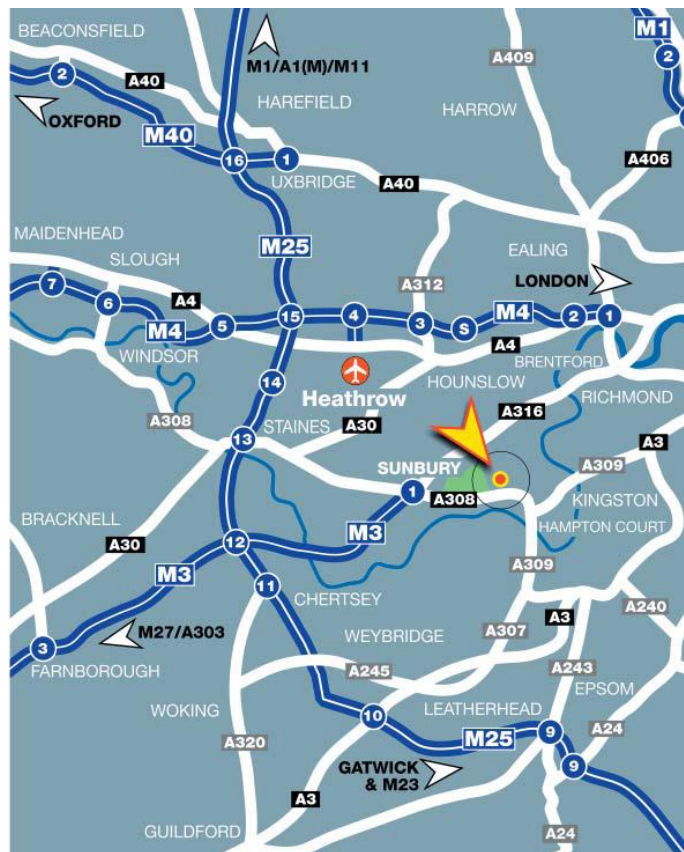 BEACONSFIELD
M1
A409
M1/A1(M)/M11
2
2
A40
HAREFIELD
HARROW
OXFORD
M40
A406
16
1
UXBRIDGE
A40
MAIDENHEAD
M25
EALING
SLOUGH
LONDON
7
A312
6
A4
15
4
3
S
M4
2
1
M4
5
A4
WINDSOR
BRENTFORD
14
Heathrow
HOUNSLOW
RICHMOND
A308
A316
STAINES
A30
A3
13
SUNBURY
A309
1
A308
KINGSTON
BRACKNELL
HAMPTON COURT
A30
M3
12
A309
M3
11
CHERTSEY
A240
M27/A303
A307
A3
3
WEYBRIDGE
FARNBOROUGH
A245
A243
EPSOM
WOKING
LEATHERHEAD
10
A24
A320
M25
9
GATWICK
& M23
9
A3
GUILDFORD
A24